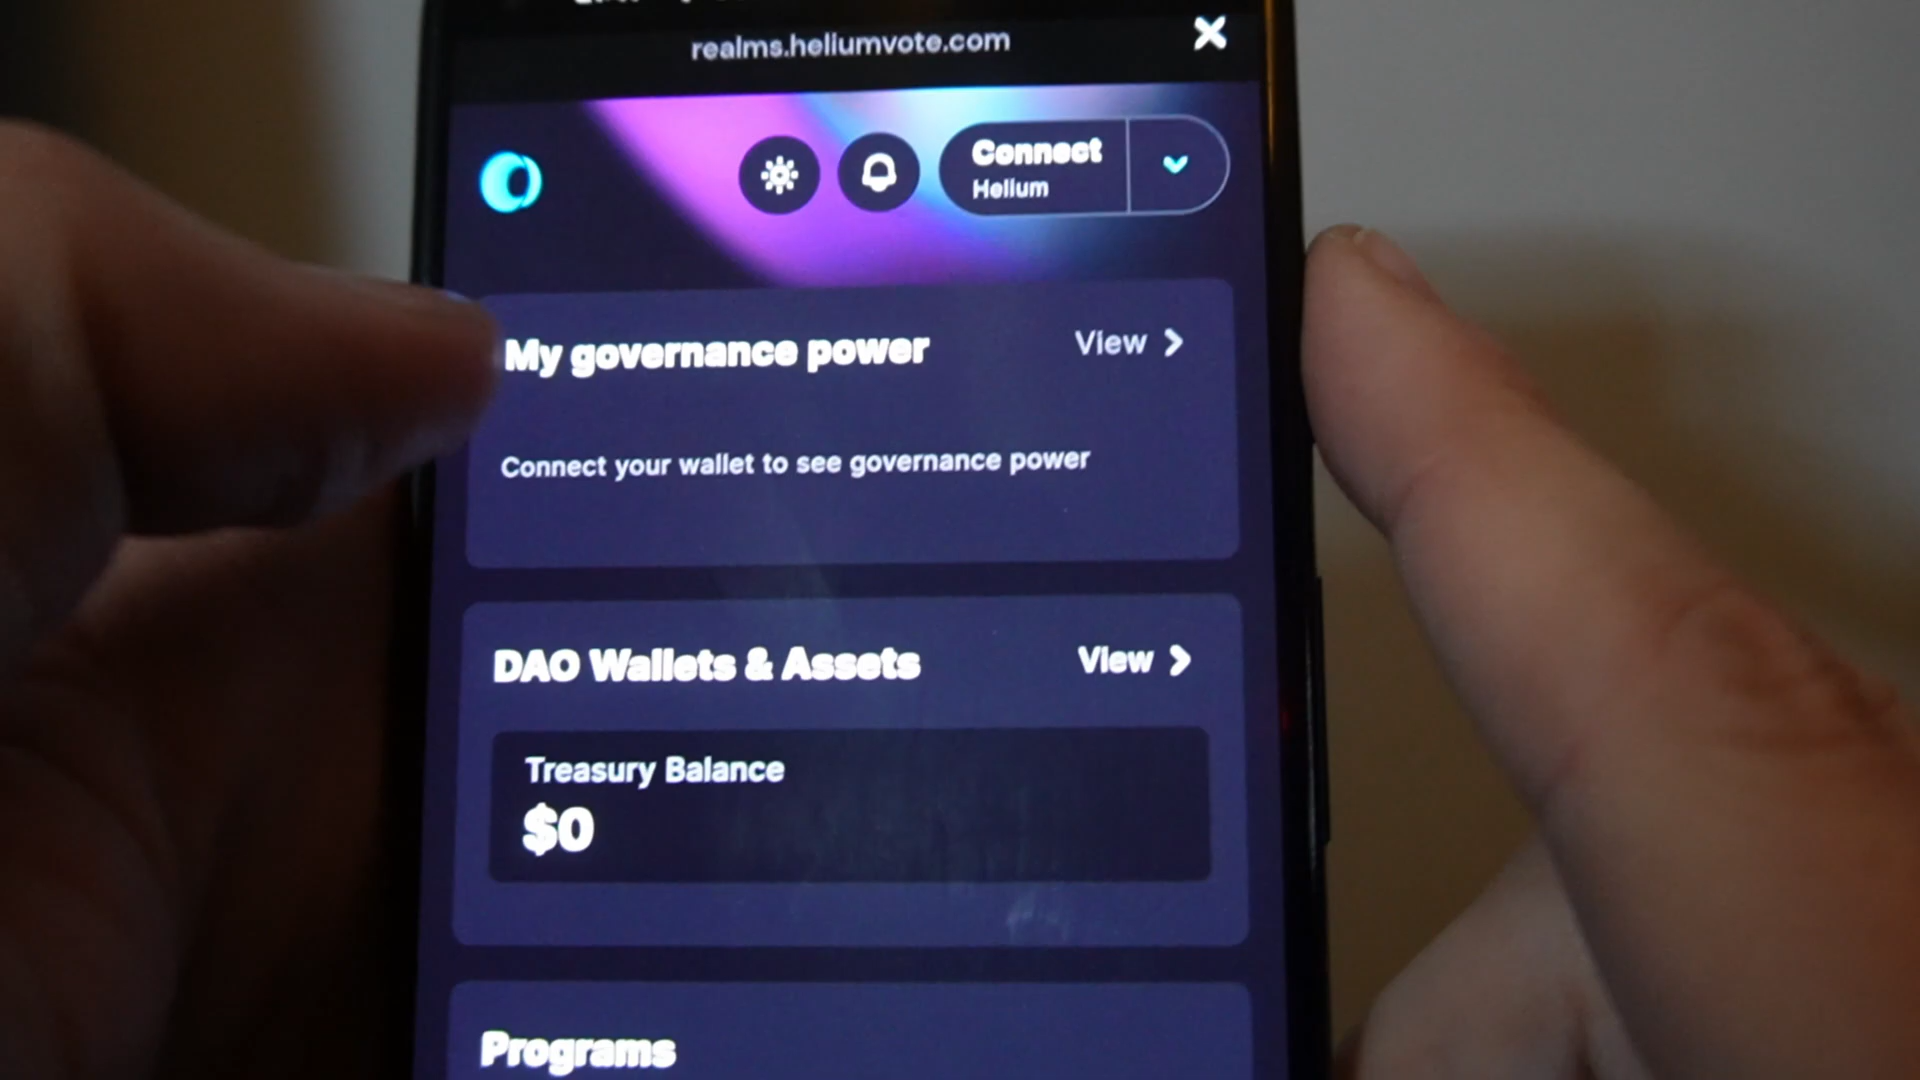 realms.heliumvote.com
Connect
Helium
My governance power
View
Connect your wallet to see governance power
DAO Wallets & Assets
View
Treasury Balance
$0
Programs